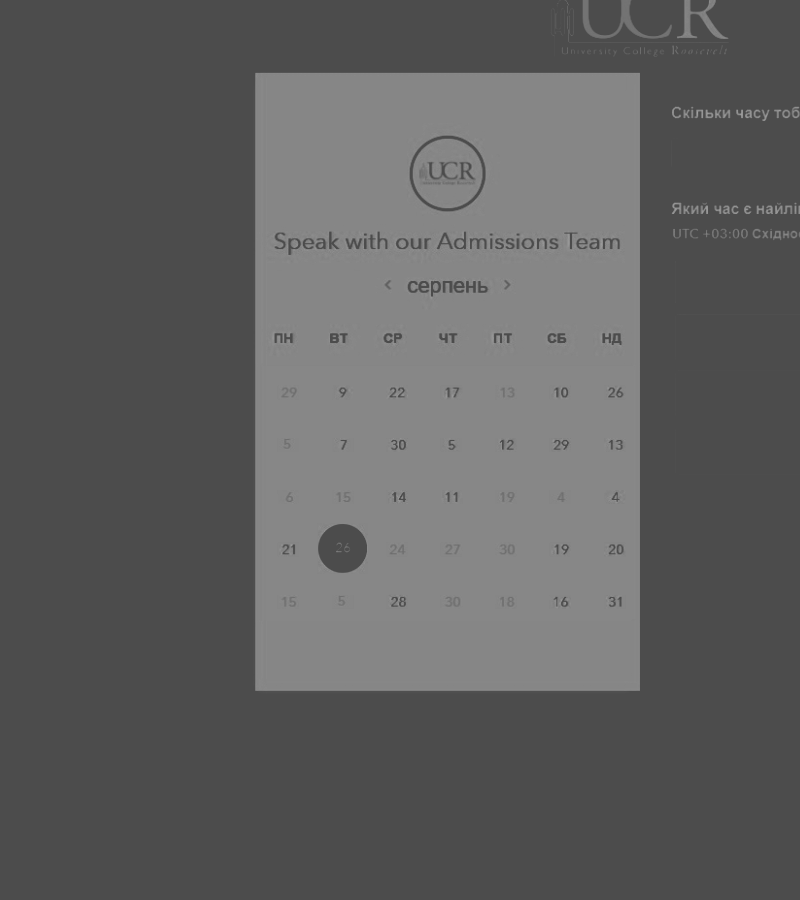 UCR
University College Roosevelt
UCR
Speak with our Admissions Team
< серпень >
ПН ВТ СР ЧТ ПТ СБ НД
29 9 22 17 13 10 26
5 7 30 5 12 29 13
6 15 14 11 19 4 4
21 26 24 27 30 19 20
15 5 28 30 18 16 31
Скільки часу тоб
Який час є найлі
UTC +03:00 Східно